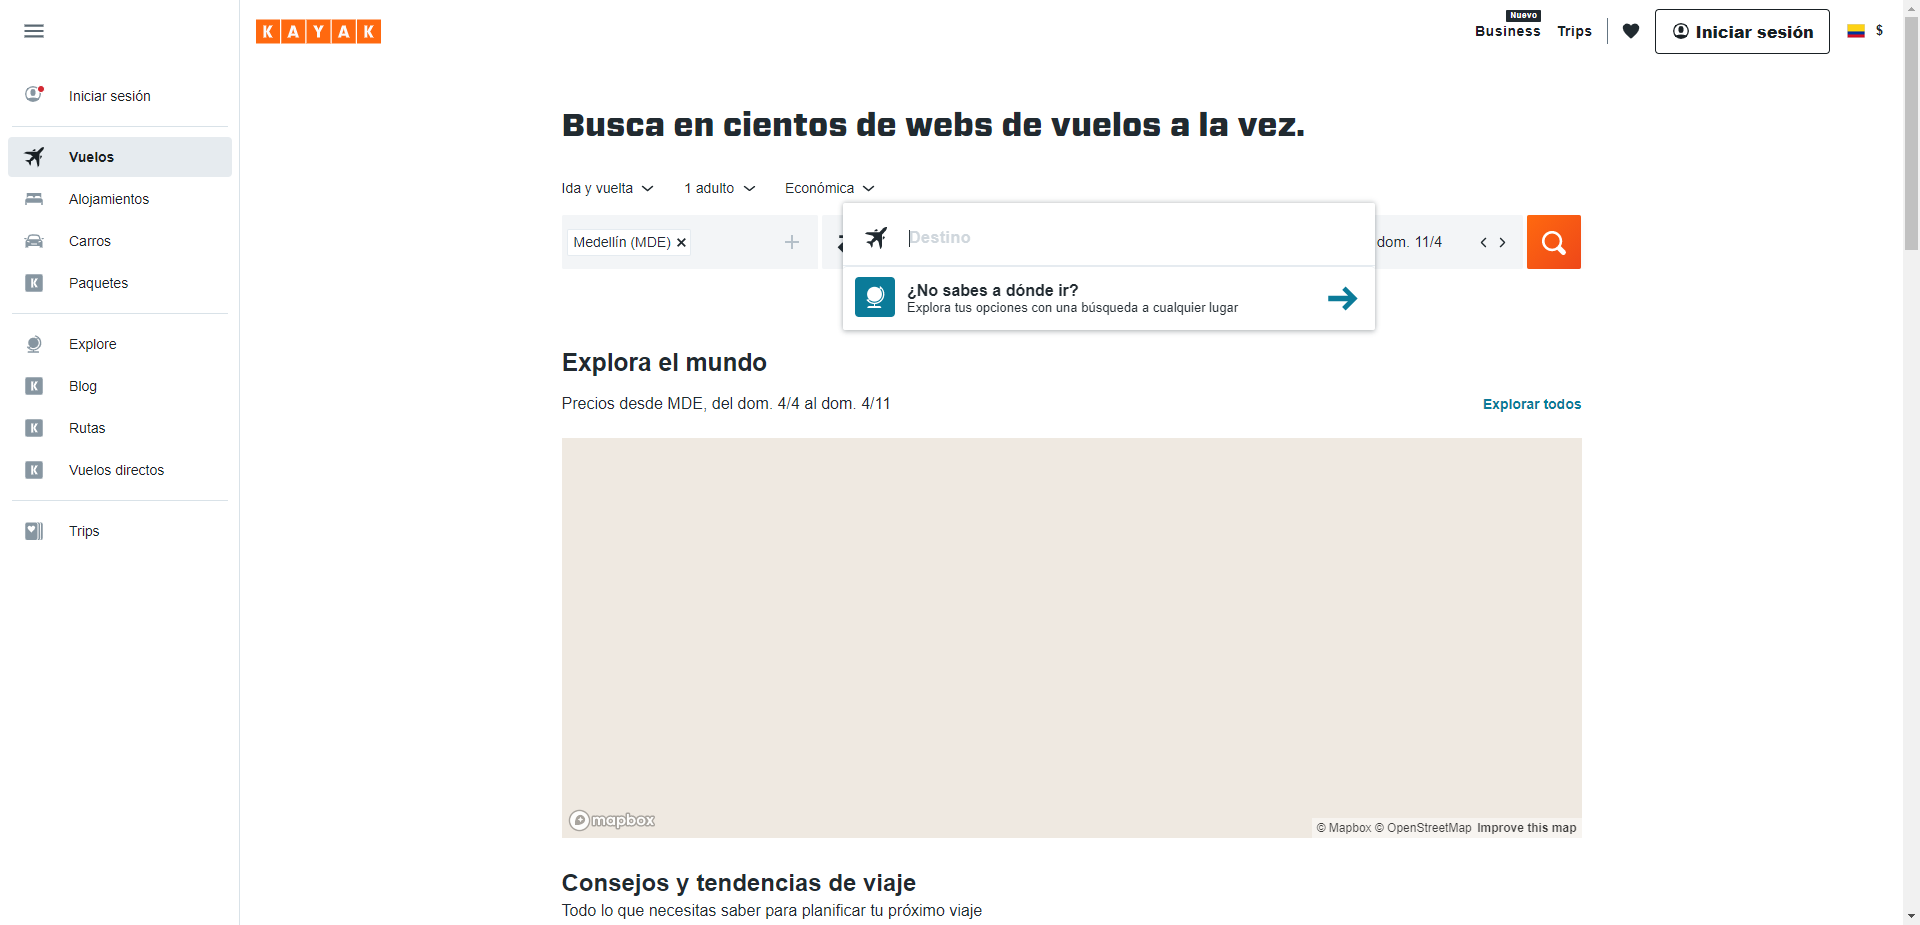 KAYAK
Nuevo
Business
Trips
Iniciar sesión
$
Iniciar sesión
Vuelos
Alojamientos
Carros
Paquetes
Explore
Blog
Rutas
Vuelos directos
Trips
Busca en cientos de webs de vuelos a la vez.
Ida y vuelta
1 adulto
Económica
Medellín (MDE)
Destino
dom. 11/4
¿No sabes a dónde ir?
Explora tus opciones con una búsqueda a cualquier lugar
Explora el mundo
Precios desde MDE, del dom. 4/4 al dom. 4/11
Explorar todos
mapbox
© Mapbox © OpenStreetMap Improve this map
Consejos y tendencias de viaje
Todo lo que necesitas saber para planificar tu próximo viaje